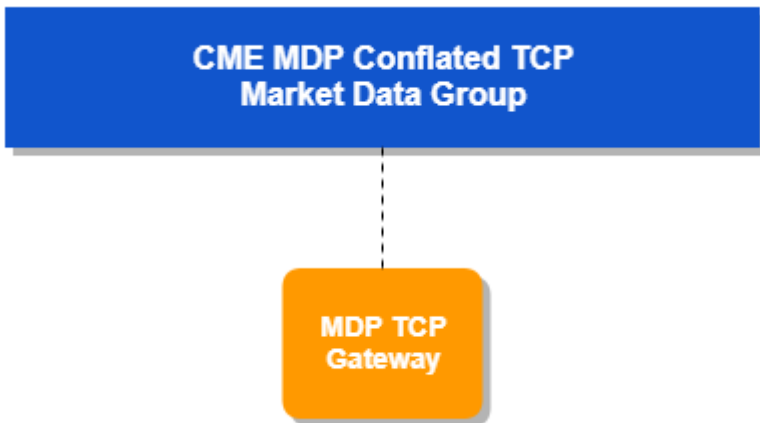 CME MDP Conflated TCP
Market Data Group
MDP TCP
Gateway